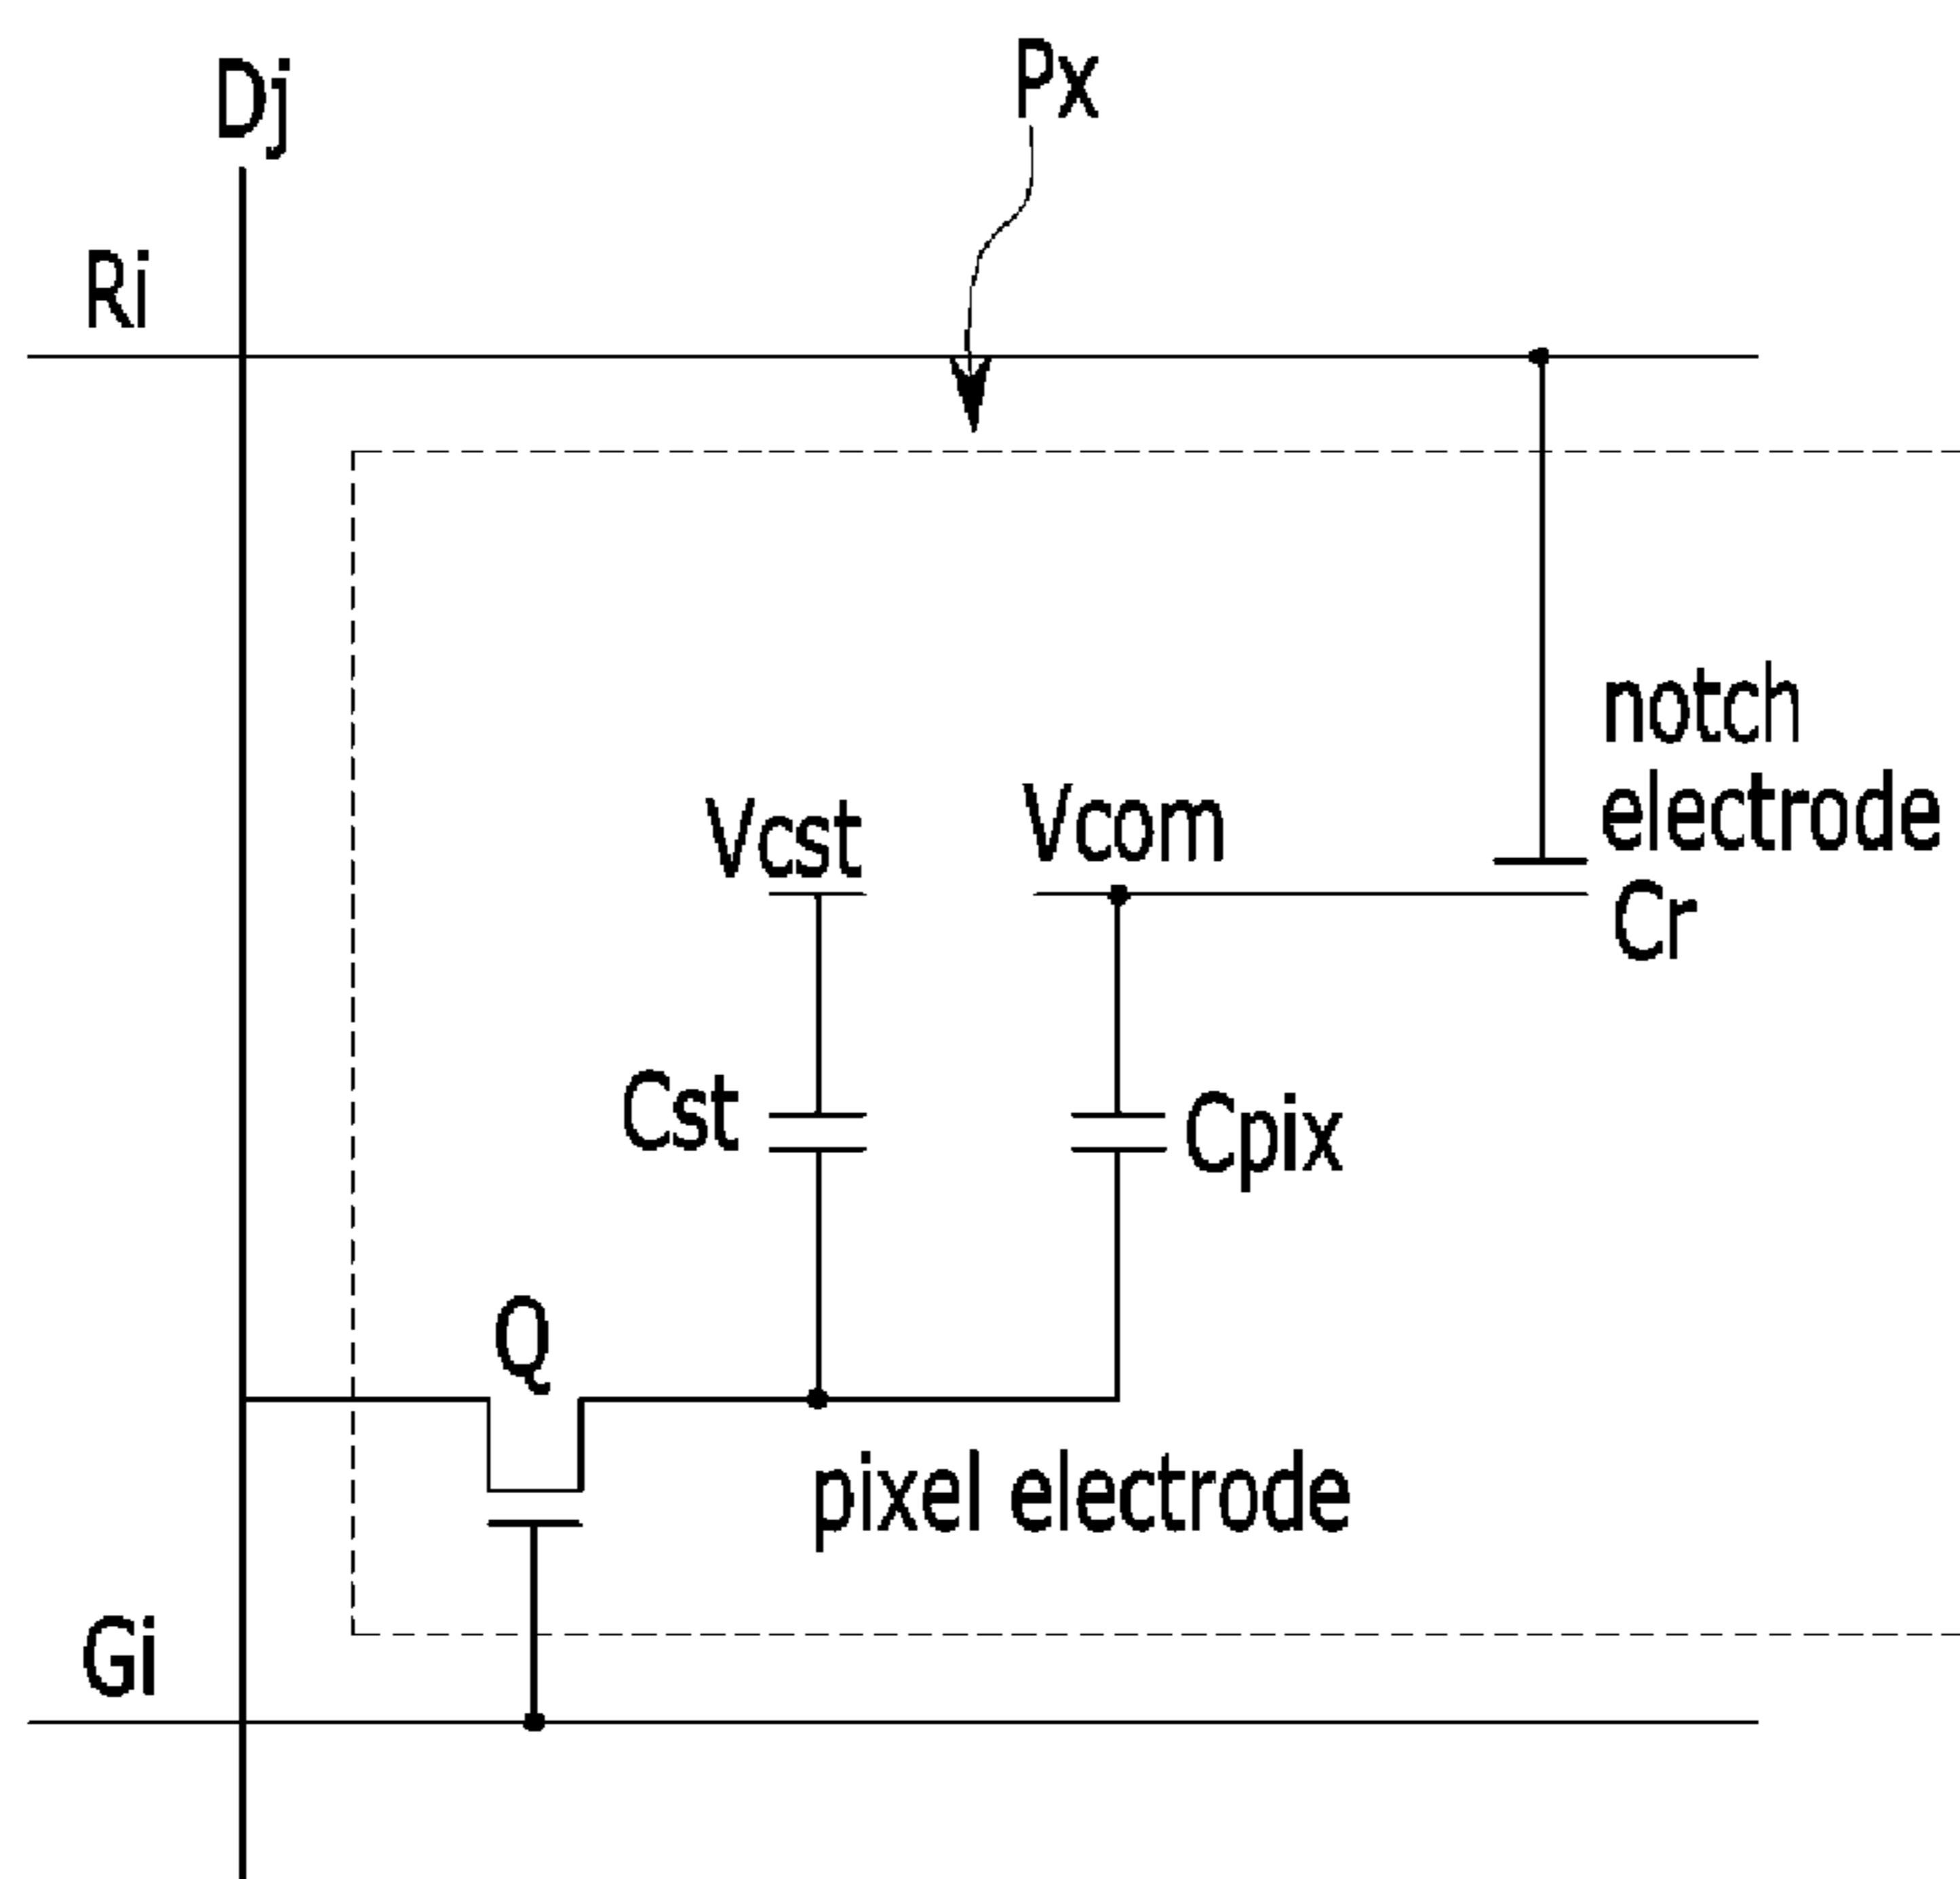 Dj
Px
Ri
notch
electrode
Vcst
Vcom
Cr
Cst
Cpix
Q
pixel electrode
Gi